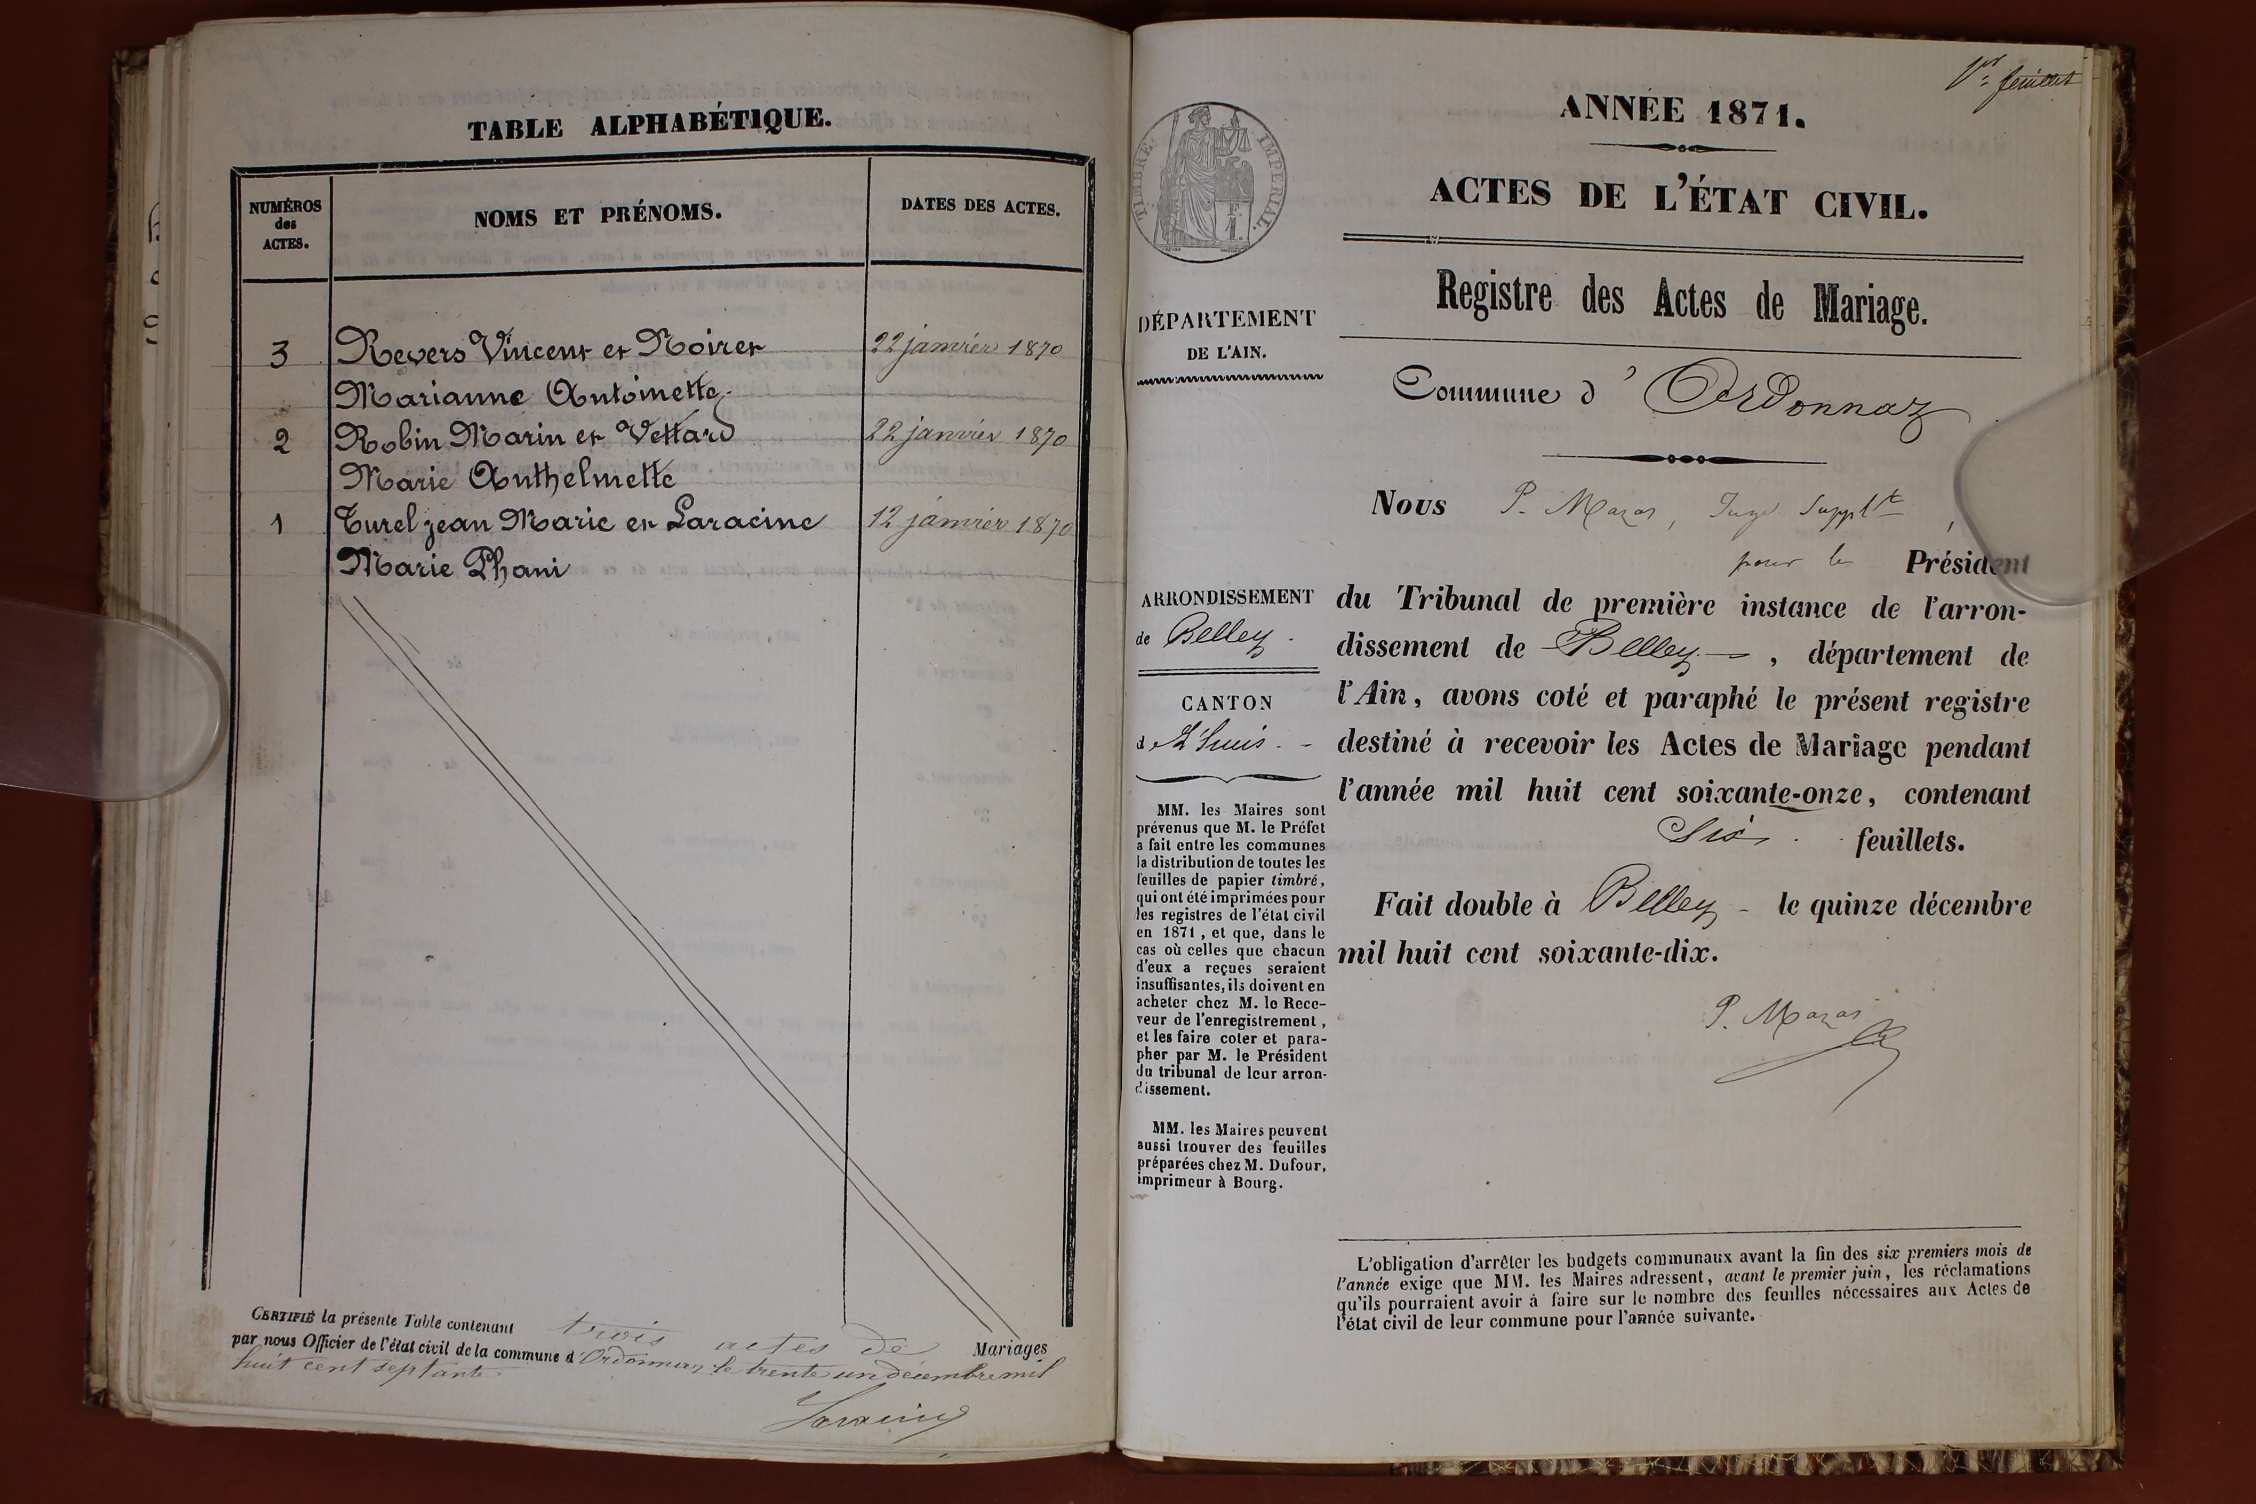 TABLE ALPHABÉTIQUE.
NUMÉROS
des
ACTES.
NOMS ET PRÉNOMS.
DATES DES ACTES.
3 Revers Vincent et Noiret 22 janvier 1870
Marianne Antoinette
2 Robin Marin et Vettard 22 janvier 1870
Marie Anthelmette
1 Turel jean Marie et Laracine 12 janvier 1870
Marie Phani
CERTIFIÉ la présente Table contenant trois actes de Mariages
par nous Officier de l'état civil de la commune d'Ordonnaz le trente un décembre mil
huit cent septante
1er feuillet
TIMBRE IMPÉRIAL
ANNÉE 1871.
ACTES DE L'ÉTAT CIVIL.
Registre des Actes de Mariage.
DÉPARTEMENT
DE L'AIN.
Commune d'Ordonnaz
Nous P. Mazas, Juge Supplt,
pour le Président
ARRONDISSEMENT
de Belley.
CANTON
d L'huis.
du Tribunal de première instance de l'arron-
dissement de Belley, département de
l'Ain, avons coté et paraphé le présent registre
destiné à recevoir les Actes de Mariage pendant
l'année mil huit cent soixante-onze, contenant
Six feuillets.
Fait double à Belley le quinze décembre
mil huit cent soixante-dix.
P. Mazas
MM. les Maires sont
prévenus que M. le Préfet
a fait entre les communes
la distribution de toutes les
feuilles de papier timbré,
qui ont été imprimées pour
les registres de l'état civil
en 1871, et que, dans le
cas où celles que chacun
d'eux a reçues seraient
insuffisantes, ils doivent en
acheter chez M. le Rece-
veur de l'enregistrement,
et les faire coter et para-
pher par M. le Président
du tribunal de leur arron-
dissement.
MM. les Maires peuvent
aussi trouver des feuilles
préparées chez M. Dufour,
imprimeur à Bourg.
L'obligation d'arrêter les budgets communaux avant la fin des six premiers mois de
l'année exige que MM. les Maires adressent, avant le premier juin, les réclamations
qu'ils pourraient avoir à faire sur le nombre des feuilles nécessaires aux Actes de
l'état civil de leur commune pour l'année suivante.